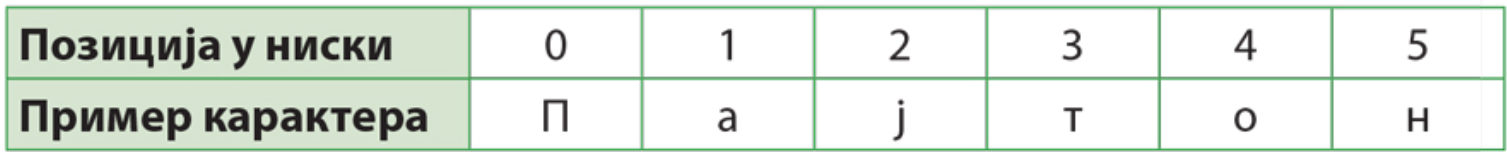 Позиција у ниски 0 1 2 3 4 5
Пример карактера П а ј т о н